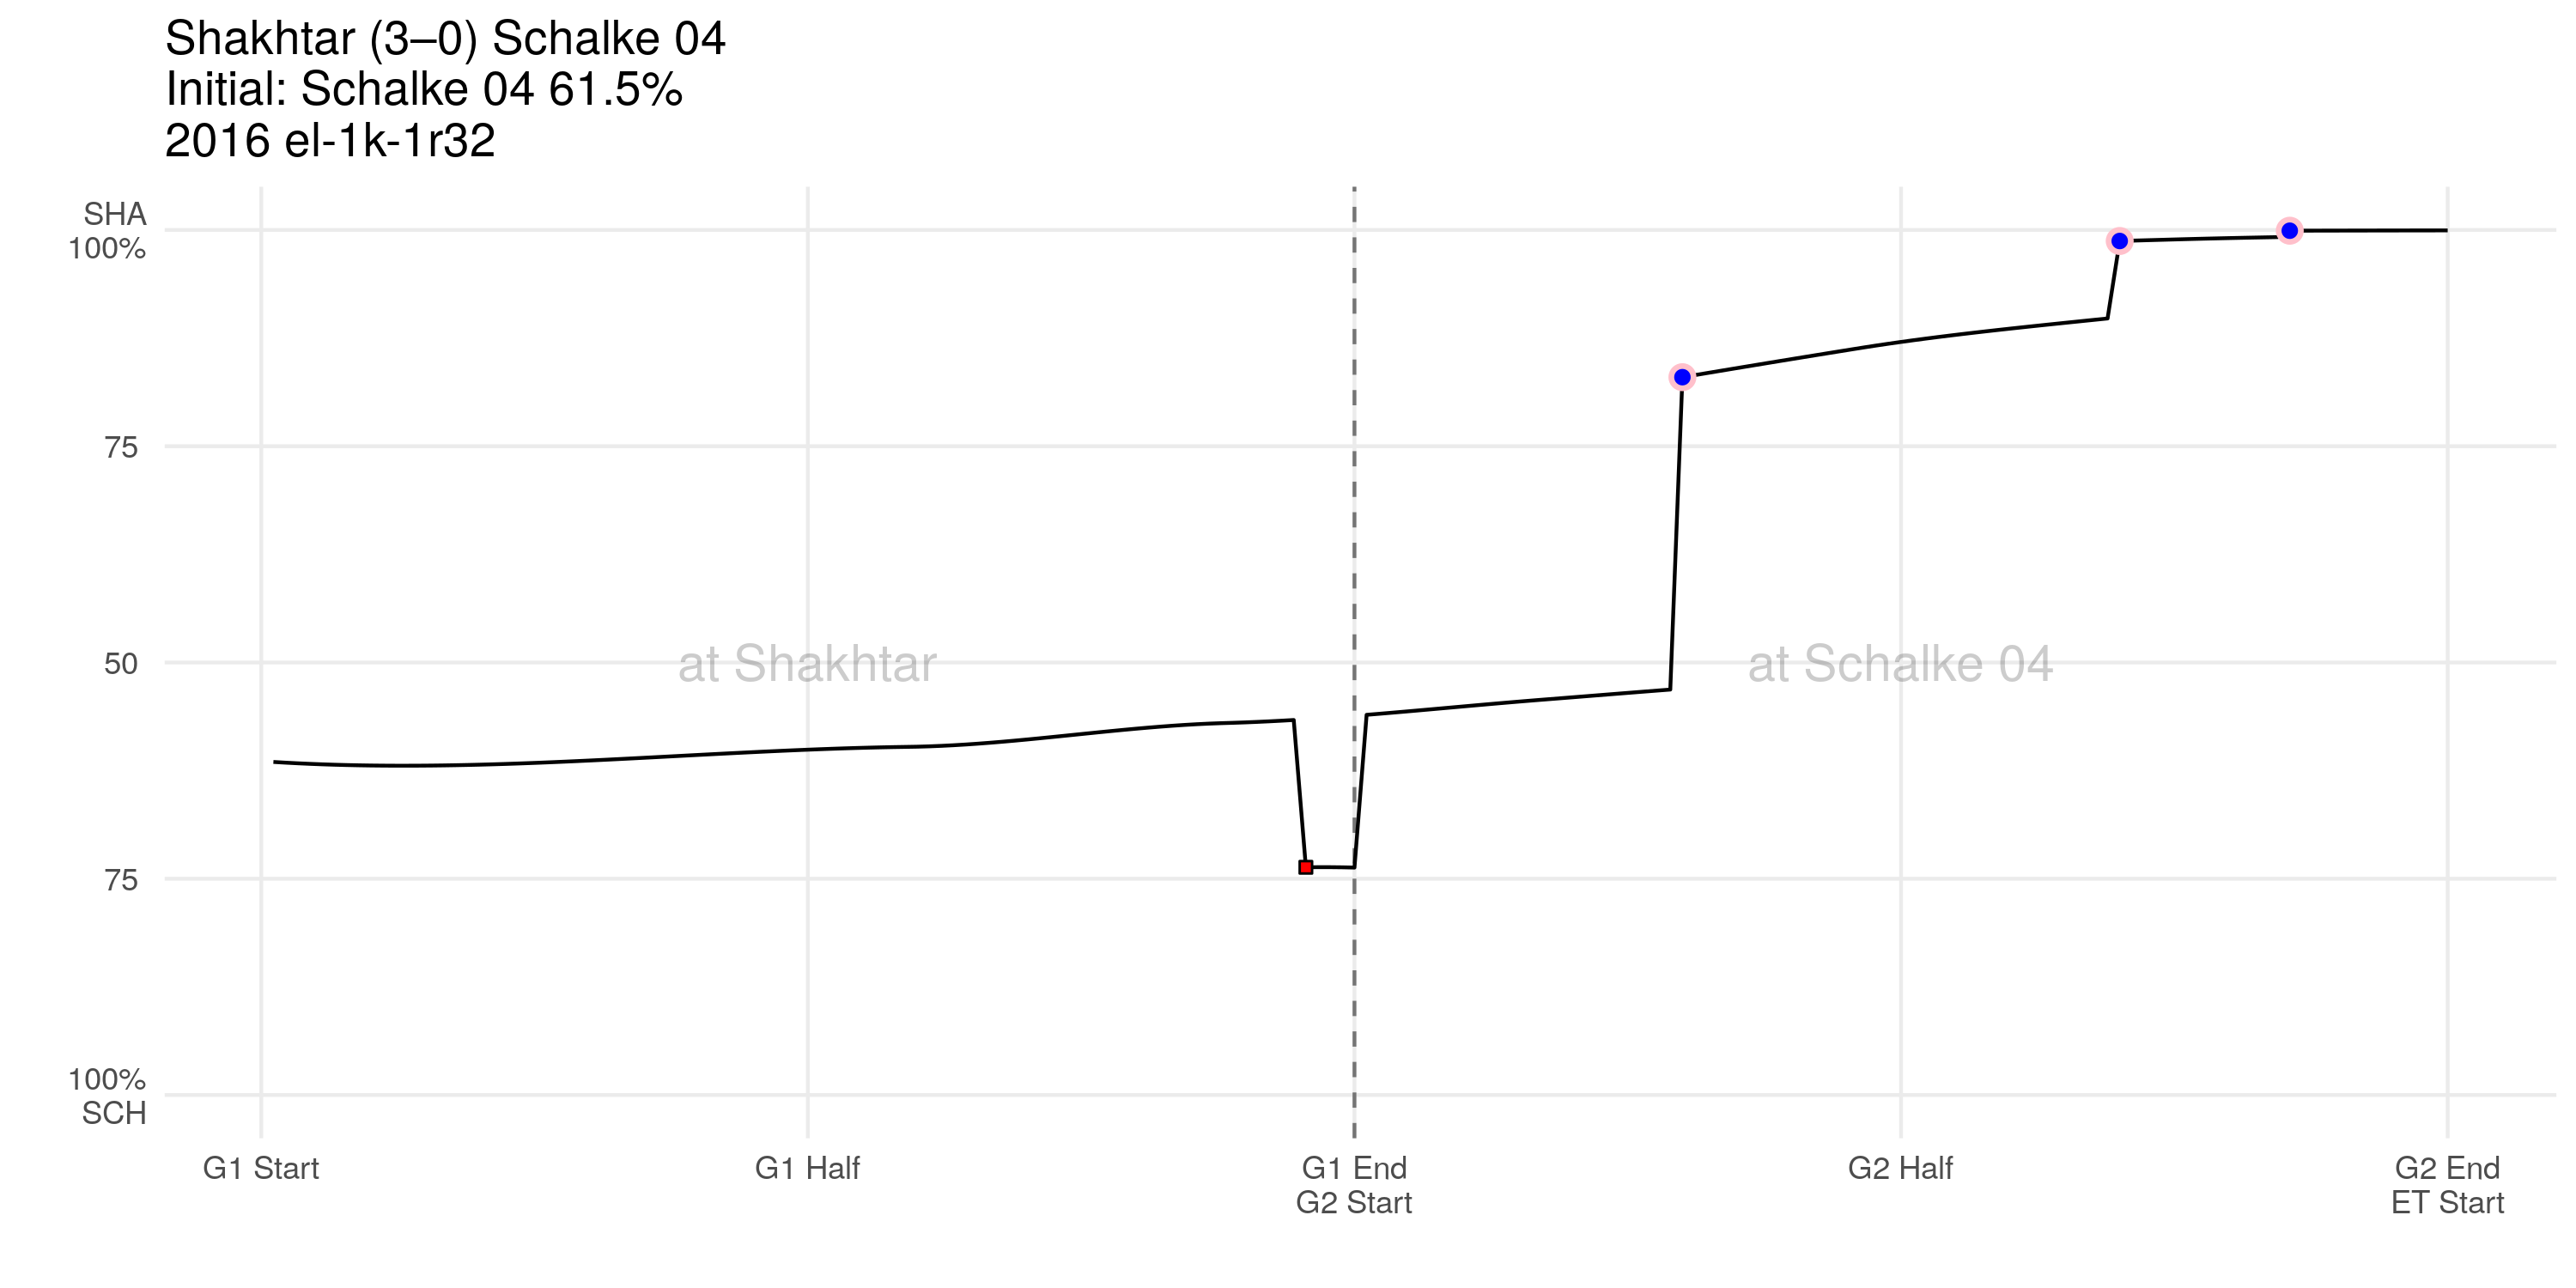 Shakhtar (3–0) Schalke 04
Initial: Schalke 04 61.5%
2016 el-1k-1r32
SHA
100%
75
50
75
100%
SCH
at Shakhtar
at Schalke 04
G1 Start
G1 Half
G1 End
G2 Start
G2 Half
G2 End
ET Start